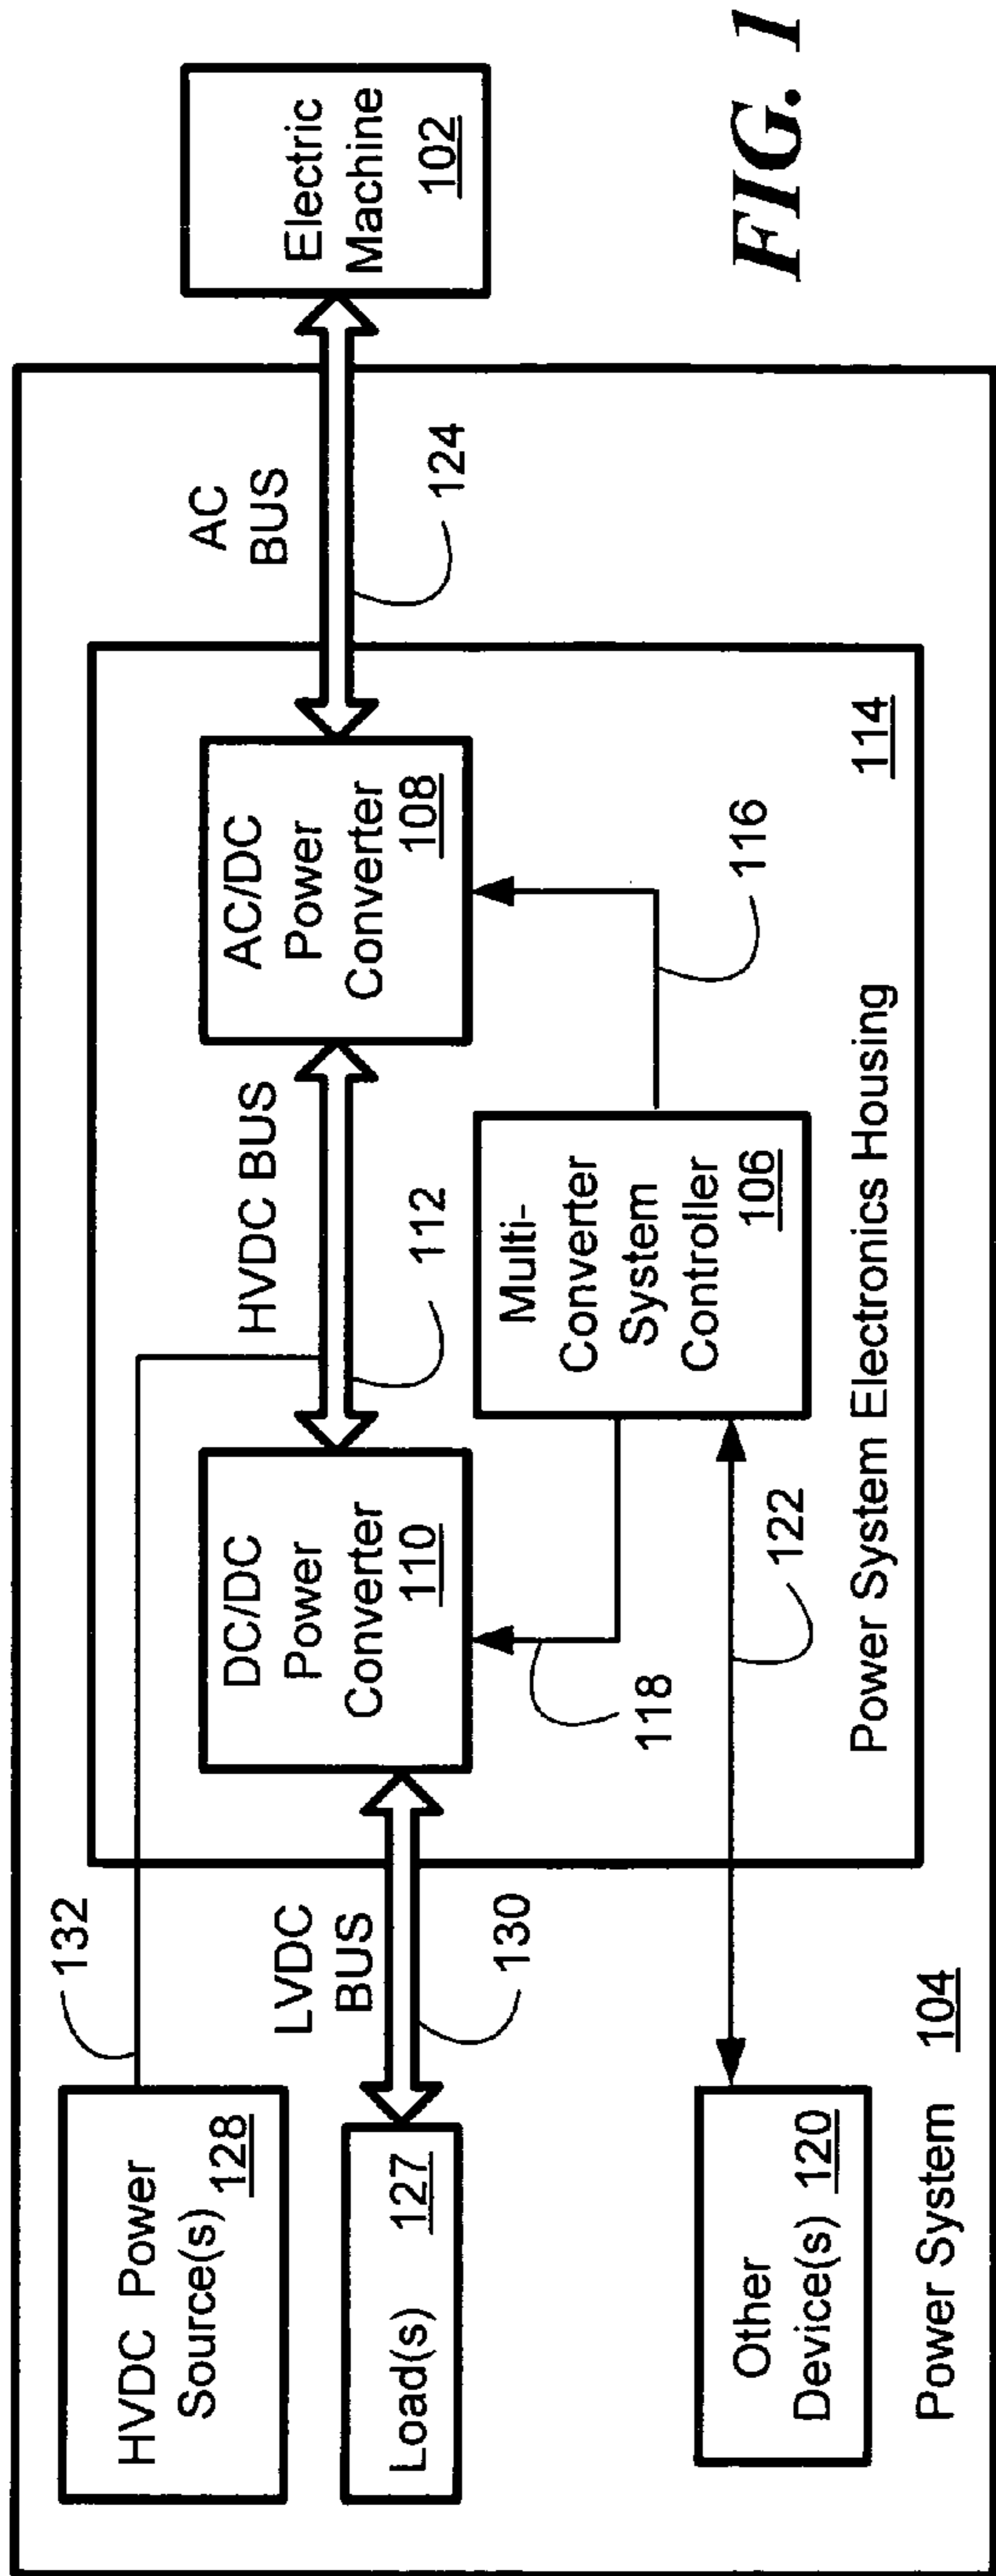 HVDC Power
Source(s) 128
132
Load(s) 127
LVDC
BUS
130
Other
Device(s) 120
Power System 104
DC/DC
Power
Converter
110
HVDC BUS
112
AC/DC
Power
Converter
108
118
Multi-
Converter
System
Controller
106
116
122
Power System Electronics Housing 114
AC
BUS
124
Electric
Machine
102
FIG. 1